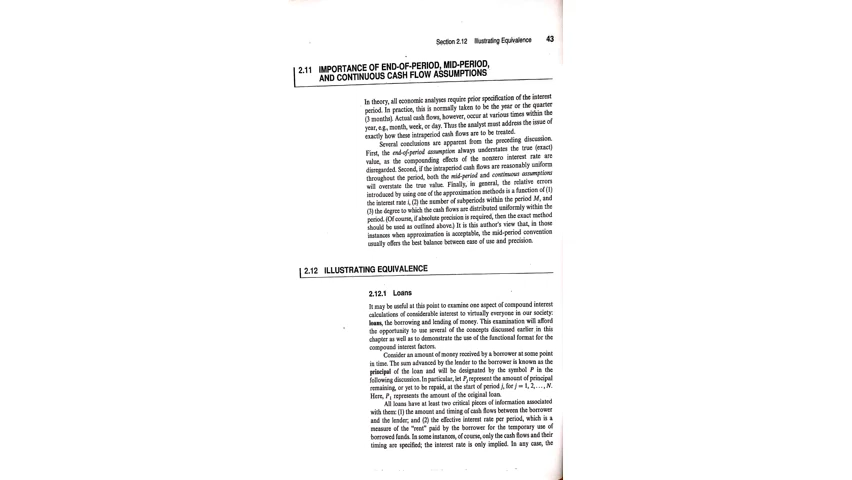 Section 2.12 Illustrating Equivalence 43
2.11 IMPORTANCE OF END-OF-PERIOD, MID-PERIOD,
AND CONTINUOUS CASH FLOW ASSUMPTIONS
In theory, all economic analyses require prior specification of the interest
period. In practice, this is normally taken to be the year or the quarter
(3 months). Actual cash flows, however, occur at various times within the
year, e.g., month, week, or day. Thus the analyst must address the issue of
exactly how these intraperiod cash flows are to be treated.
Several conclusions are apparent from the preceding discussion.
First, the end-of-period assumption always understates the true (exact)
value, as the compounding effects of the nonzero interest rate are
disregarded. Second, if the intraperiod cash flows are reasonably uniform
throughout the period, both the mid-period and continuous assumptions
will overstate the true value. Finally, in general, the relative errors
introduced by using one of the approximation methods is a function of (1)
the interest rate i, (2) the number of subperiods within the period M, and
(3) the degree to which the cash flows are distributed uniformly within the
period. (Of course, if absolute precision is required, then the exact method
should be used as outlined above.) It is this author's view that, in those
instances when approximation is acceptable, the mid-period convention
usually offers the best balance between ease of use and precision.
2.12 ILLUSTRATING EQUIVALENCE
2.12.1 Loans
It may be useful at this point to examine one aspect of compound interest
calculations of considerable interest to virtually everyone in our society:
loans, the borrowing and lending of money. This examination will afford
the opportunity to use several of the concepts discussed earlier in this
chapter as well as to demonstrate the use of the functional format for the
compound interest factors.
Consider an amount of money received by a borrower at some point
in time. The sum advanced by the lender to the borrower is known as the
principal of the loan and will be designated by the symbol P in the
following discussion. In particular, let Pj represent the amount of principal
remaining, or yet to be repaid, at the start of period j, for j = 1, 2, . . . , N.
Here, P1 represents the amount of the original loan.
All loans have at least two critical pieces of information associated
with them: (1) the amount and timing of cash flows between the borrower
and the lender; and (2) the effective interest rate per period, which is a
measure of the "rent" paid by the borrower for the temporary use of
borrowed funds. In some instances, of course, only the cash flows and their
timing are specified; the interest rate is only implied. In any case, the